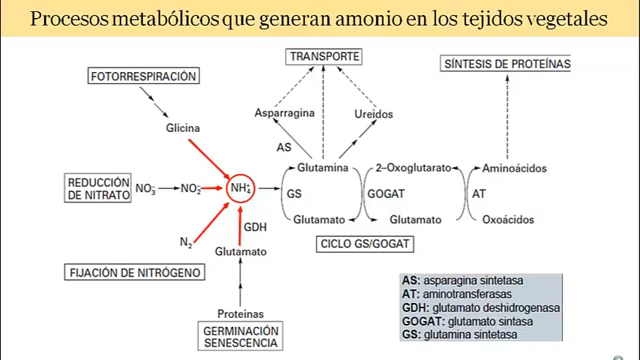 Procesos metabólicos que generan amonio en los tejidos vegetales
TRANSPORTE
FOTORRESPIRACIÓN
SÍNTESIS DE PROTEÍNAS
Asparragina
Ureidos
Glicina
AS
Glutamina
2-Oxoglutarato
Aminoácidos
REDUCCIÓN
DE NITRATO
NO₃⁻
NO₂⁻
NH₄⁺
GS
GOGAT
AT
GDH
Glutamato
Glutamato
Oxoácidos
N₂
Glutamato
CICLO GS/GOGAT
FIJACIÓN DE NITRÓGENO
Proteinas
GERMINACIÓN
SENESCENCIA
AS: asparagina sintetasa
AT: aminotransferasas
GDH: glutamato deshidrogenasa
GOGAT: glutamato sintasa
GS: glutamina sintetasa